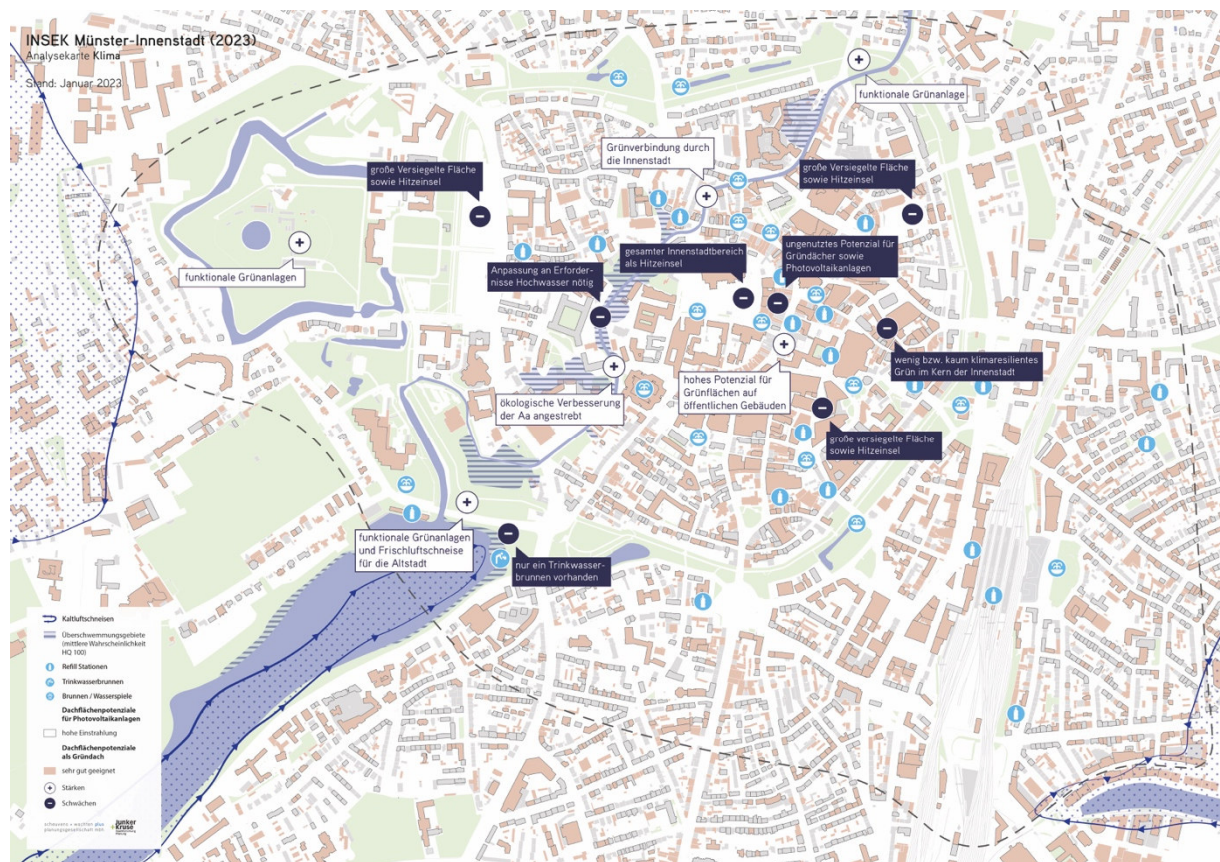 INSEK Münster-Innenstadt (2023)
Analysekarte Klima
Stand: Januar 2023
funktionale Grünanlage
Grünverbindung durch
die Innenstadt
große Versiegelte Fläche
sowie Hitzeinsel
große Versiegelte Fläche
sowie Hitzeinsel
funktionale Grünanlagen
gesamter Innenstadtbereich
als Hitzeinsel
ungenutztes Potenzial für
Gründächer sowie
Photovoltaikanlagen
Anpassung an Erforder-
nisse Hochwasser nötig
wenig bzw. kaum klimaresilientes
Grün im Kern der Innenstadt
ökologische Verbesserung
der Aa angestrebt
hohes Potenzial für
Grünflächen auf
öffentlichen Gebäuden
große versiegelte Fläche
sowie Hitzeinsel
funktionale Grünanlagen
und Frischluftschneise
für die Altstadt
nur ein Trinkwasser-
brunnen vorhanden
Kaltluftschneisen
Überschwemmungsgebiete
(mittlere Wahrscheinlichkeit
HQ 100)
Refill Stationen
Trinkwasserbrunnen
Brunnen / Wasserspiele
Dachflächenpotenziale
für Photovoltaikanlagen
hohe Einstrahlung
Dachflächenpotenziale
als Gründach
sehr gut geeignet
Stärken
Schwächen
scheuvens + wachten plus
planungsgesellschaft mbh
Junker
Kruse